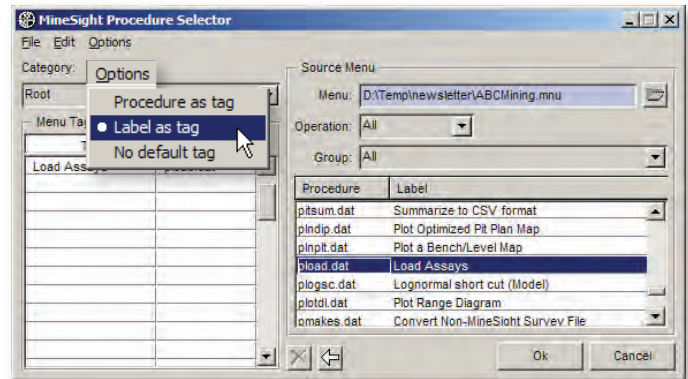 MineSight Procedure Selector
File Edit Options
Category: Options
Root
Procedure as tag
Label as tag
No default tag
Menu Ta
T
Load Ass
Source Menu
Menu: D:\Temp\newsletter\ABCMining.mnu
Operation: All
Group: All
Procedure Label
pitsum.dat Summarize to CSV format
plndip.dat Plot Optimized Pit Plan Map
plnplt.dat Plot a Bench/Level Map
pload.dat Load Assays
plogsc.dat Lognormal short cut (Model)
plotdl.dat Plot Range Diagram
pmakes.dat Convert Non-MineSight Survey File
Ok Cancel